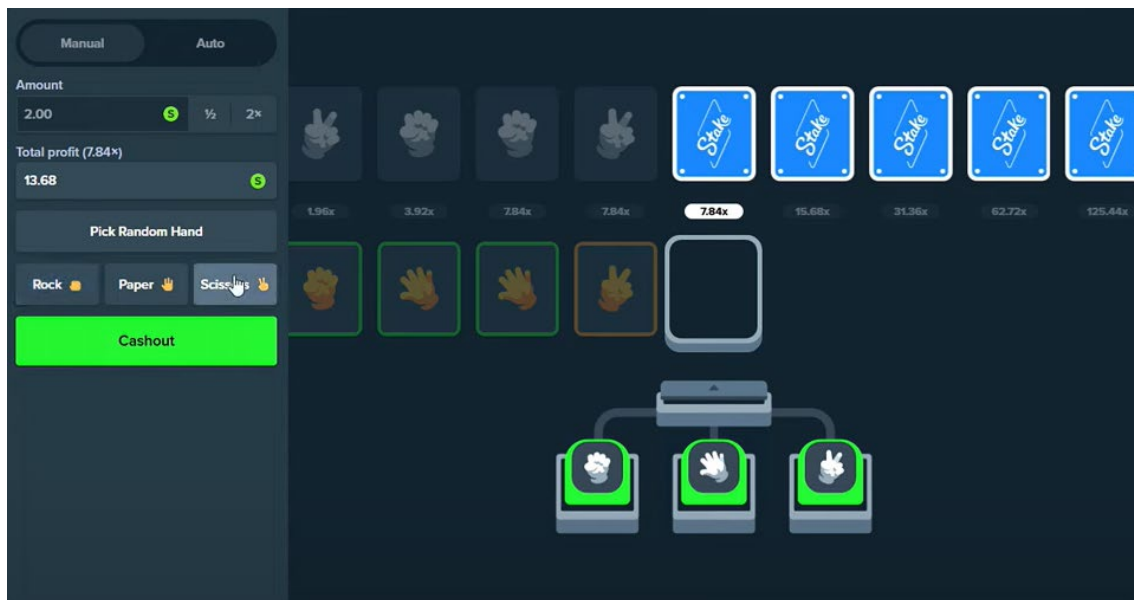 Manual Auto
Amount
2.00 S ½ 2×
Total profit (7.84×)
13.68 S
Pick Random Hand
Rock Paper
Cashout
Stake Stake Stake Stake Stake
1.96x 3.92x 7.84x 7.84x 7.84x 15.68x 31.36x 62.72x 125.44x